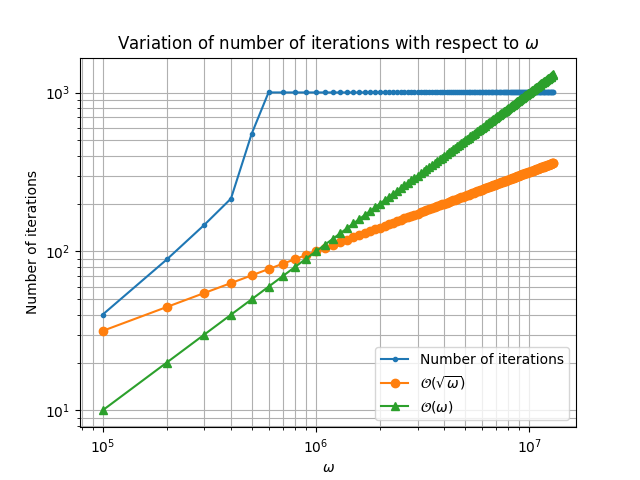 Variation of number of iterations with respect to ω
Number of iterations
10³
10²
10¹
10⁵
10⁶
10⁷
ω
Number of iterations
𝒪(√ω)
𝒪(ω)